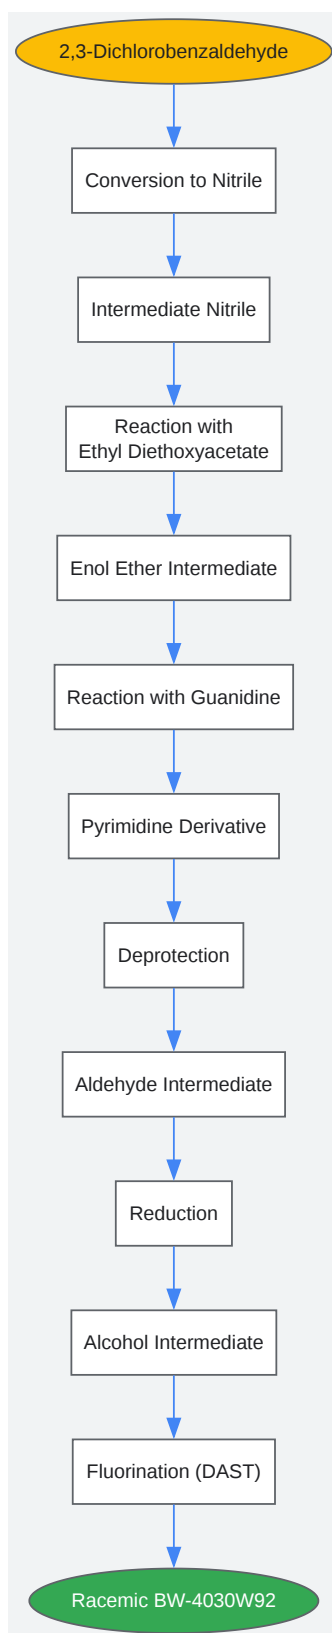 2,3-Dichlorobenzaldehyde
Conversion to Nitrile
Intermediate Nitrile
Reaction with
Ethyl Diethoxyacetate
Enol Ether Intermediate
Reaction with Guanidine
Pyrimidine Derivative
Deprotection
Aldehyde Intermediate
Reduction
Alcohol Intermediate
Fluorination (DAST)
Racemic BW-4030W92